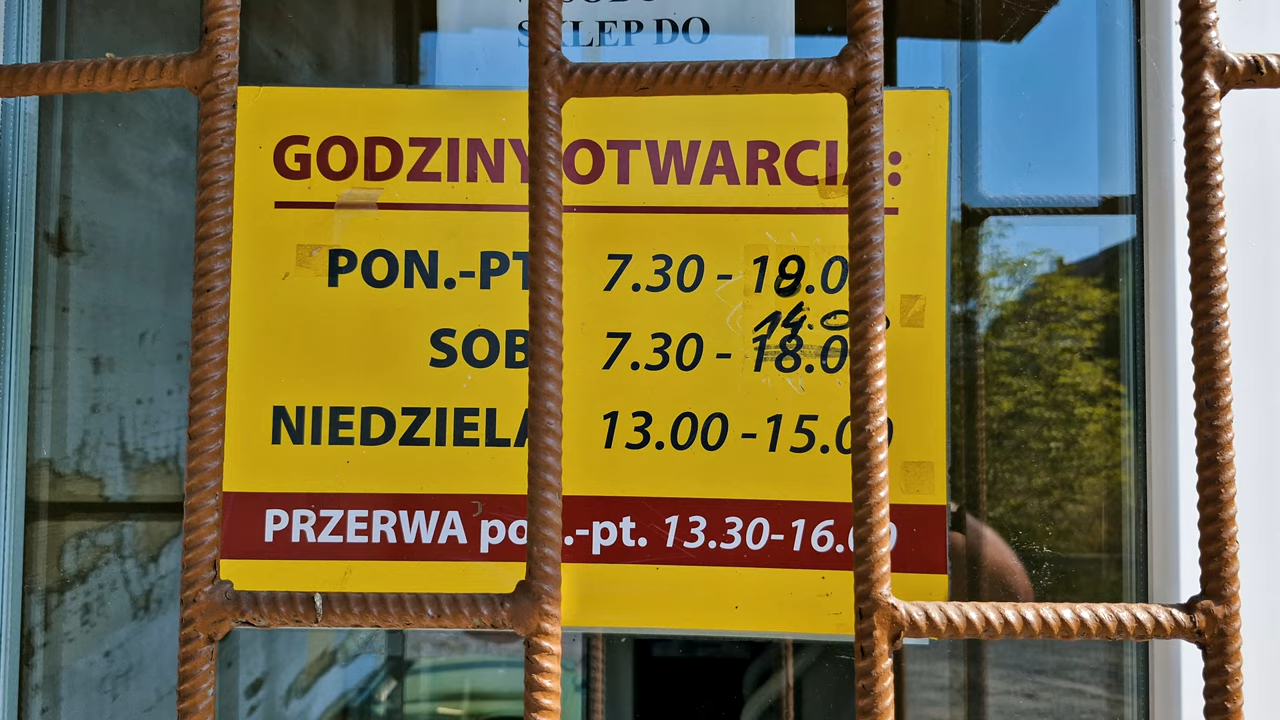 SKLEP DO
GODZINY OTWARCIA:
PON.-PT. 7.30 - 19.00
14.00
SOB. 7.30 - 18.00
NIEDZIELA 13.00 - 15.00
PRZERWA pon.-pt. 13.30-16.00